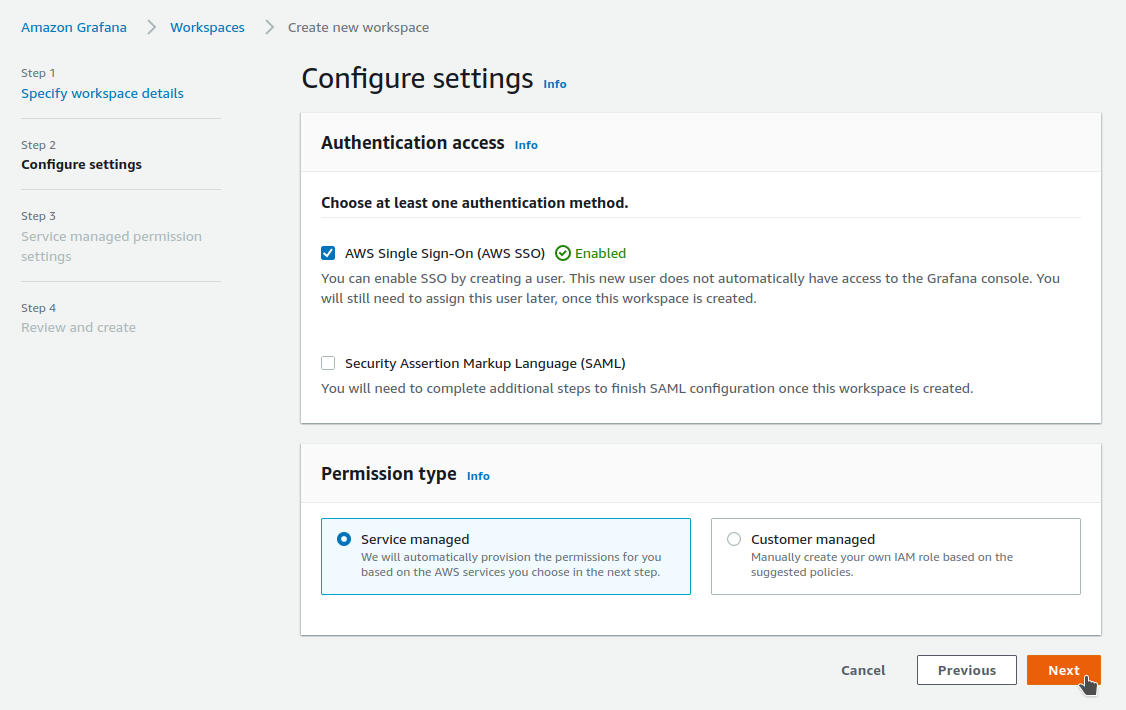 Amazon Grafana > Workspaces > Create new workspace
Step 1
Specify workspace details
Step 2
Configure settings
Step 3
Service managed permission
settings
Step 4
Review and create
Configure settings Info
Authentication access Info
Choose at least one authentication method.
AWS Single Sign-On (AWS SSO) Enabled
You can enable SSO by creating a user. This new user does not automatically have access to the Grafana console. You
will still need to assign this user later, once this workspace is created.
Security Assertion Markup Language (SAML)
You will need to complete additional steps to finish SAML configuration once this workspace is created.
Permission type Info
Service managed
We will automatically provision the permissions for you
based on the AWS services you choose in the next step.
Customer managed
Manually create your own IAM role based on the
suggested policies.
Cancel Previous Next